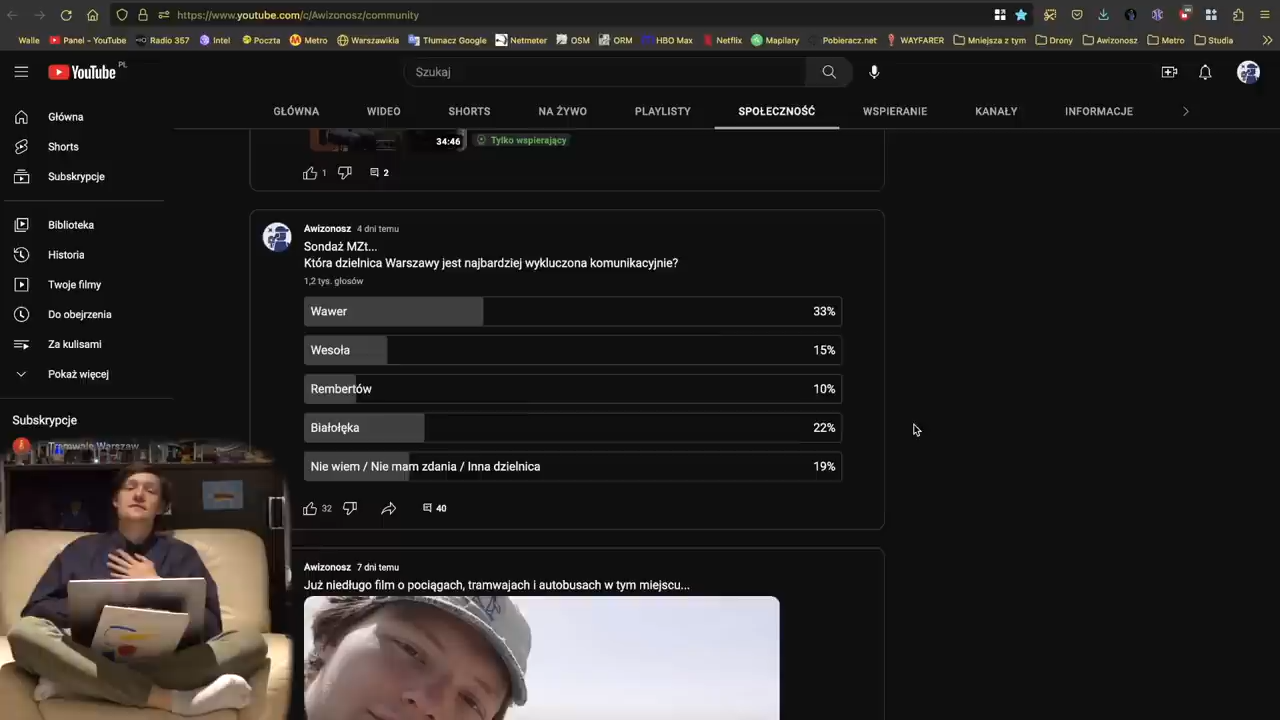 https://www.youtube.com/c/Awizonosz/community
Walle
Panel - YouTube
Radio 357
Intel
Poczta
Metro
Warszawikia
Tłumacz Google
Netmeter
OSM
ORM
HBO Max
Netflix
Mapilary
Pobieracz.net
WAYFARER
Mniejsza z tym
Drony
Awizonosz
Metro
Studia
YouTube PL
Szukaj
GŁÓWNA
WIDEO
SHORTS
NA ŻYWO
PLAYLISTY
SPOŁECZNOŚĆ
WSPIERANIE
KANAŁY
INFORMACJE
Główna
Shorts
Subskrypcje
Biblioteka
Historia
Twoje filmy
Do obejrzenia
Za kulisami
Pokaż więcej
Subskrypcje
Tramwaje Warszaw
34:46
Tylko wspierający
1
2
Awizonosz 4 dni temu
Sondaż MZt...
Która dzielnica Warszawy jest najbardziej wykluczona komunikacyjnie?
1,2 tys. głosów
Wawer 33%
Wesoła 15%
Rembertów 10%
Białołęka 22%
Nie wiem / Nie mam zdania / Inna dzielnica 19%
32
40
Awizonosz 7 dni temu
Już niedługo film o pociągach, tramwajach i autobusach w tym miejscu...